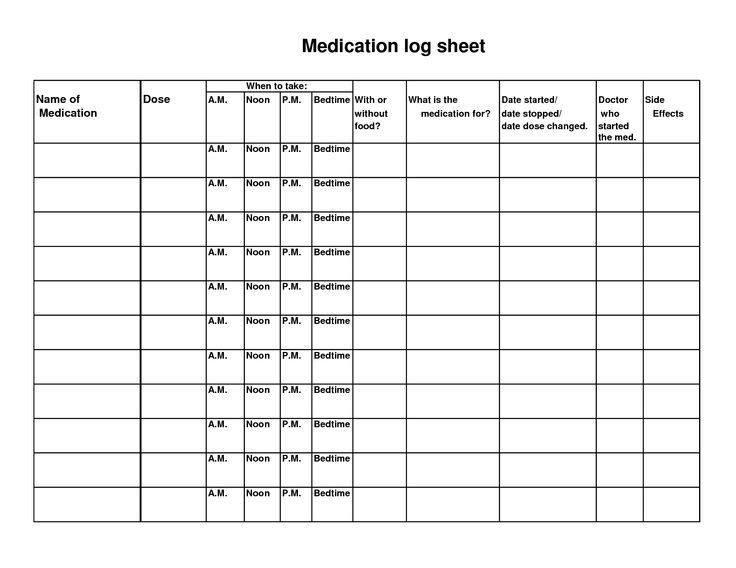 Medication log sheet
When to take:
Name of Dose A.M. Noon P.M. Bedtime With or What is the Date started/ Doctor Side
Medication without medication for? date stopped/ who Effects
food? date dose changed. started
the med.
A.M. Noon P.M. Bedtime
A.M. Noon P.M. Bedtime
A.M. Noon P.M. Bedtime
A.M. Noon P.M. Bedtime
A.M. Noon P.M. Bedtime
A.M. Noon P.M. Bedtime
A.M. Noon P.M. Bedtime
A.M. Noon P.M. Bedtime
A.M. Noon P.M. Bedtime
A.M. Noon P.M. Bedtime
A.M. Noon P.M. Bedtime